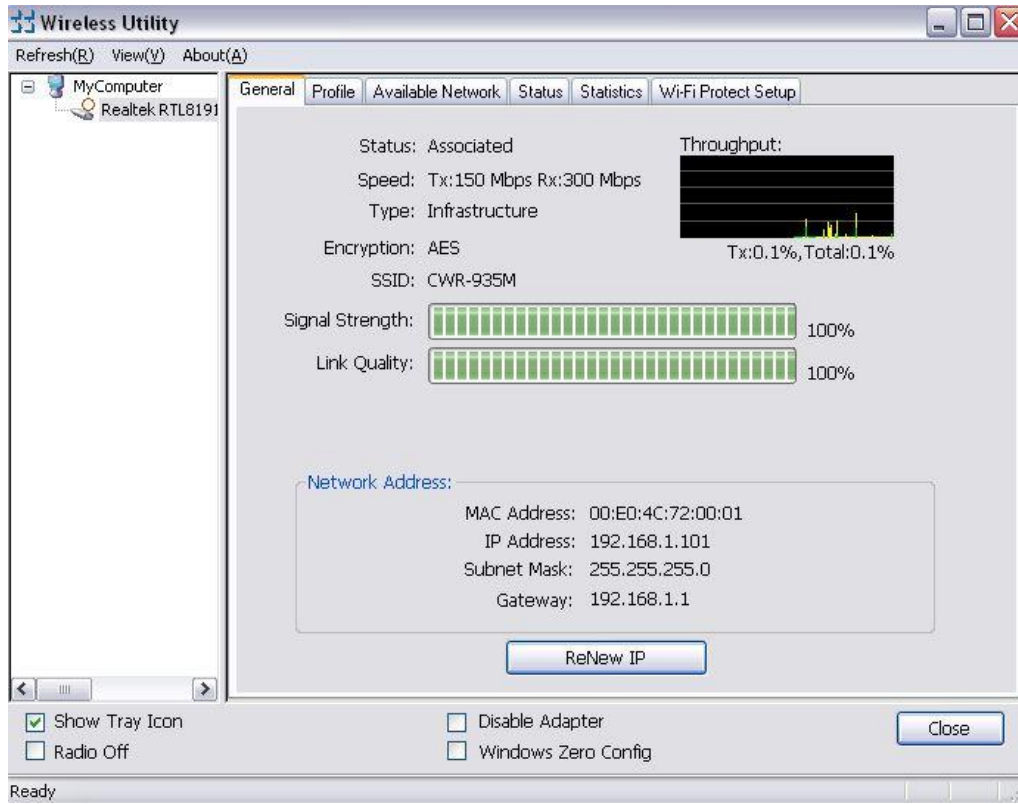 Wireless Utility
Refresh(R) View(V) About(A)
MyComputer
Realtek RTL8191
General Profile Available Network Status Statistics Wi-Fi Protect Setup
Status: Associated
Speed: Tx:150 Mbps Rx:300 Mbps
Type: Infrastructure
Encryption: AES
SSID: CWR-935M
Throughput:
Tx:0.1%,Total:0.1%
Signal Strength: 100%
Link Quality: 100%
Network Address:
MAC Address: 00:E0:4C:72:00:01
IP Address: 192.168.1.101
Subnet Mask: 255.255.255.0
Gateway: 192.168.1.1
ReNew IP
Show Tray Icon Disable Adapter
Radio Off Windows Zero Config
Close
Ready